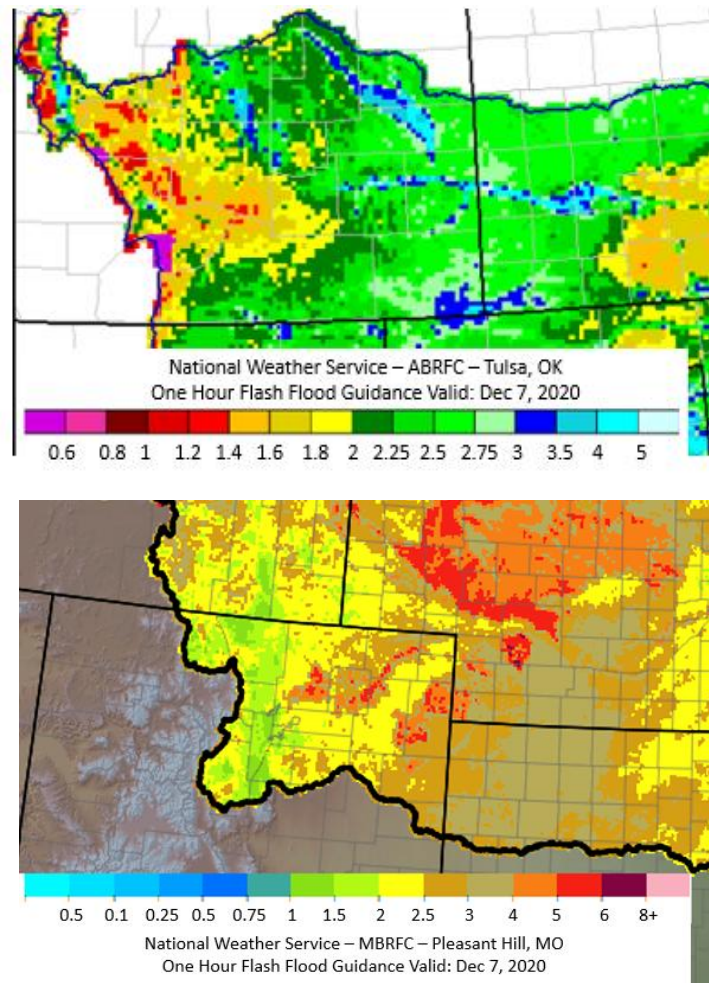 National Weather Service – ABRFC – Tulsa, OK
One Hour Flash Flood Guidance Valid: Dec 7, 2020
0.6 0.8 1 1.2 1.4 1.6 1.8 2 2.25 2.5 2.75 3 3.5 4 5
0.5 0.1 0.25 0.5 0.75 1 1.5 2 2.5 3 4 5 6 8+
National Weather Service – MBRFC – Pleasant Hill, MO
One Hour Flash Flood Guidance Valid: Dec 7, 2020